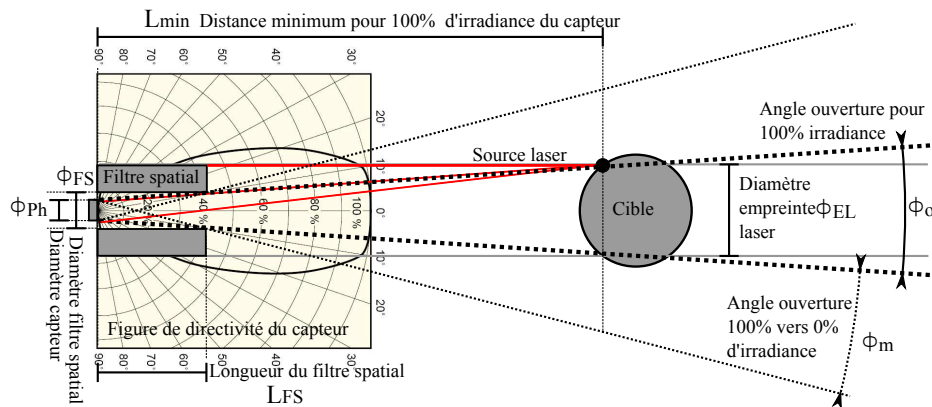 Lmin Distance minimum pour 100% d'irradiance du capteur
90° 80° 70° 60° 50° 40° 30°
20°
10°
0°
10°
20°
Angle ouverture pour
100% irradiance
Source laser
ΦFS
Filtre spatial
ΦPh
20 % 40 % 60 % 80 % 100 %
Cible
Diamètre
empreinte ΦEL
laser
Φo
Diamètre capteur
Diamètre filtre spatial
Figure de directivité du capteur
Angle ouverture
100% vers 0%
d'irradiance
Φm
90° 80° 70° 60° 50° 40° 30°
Longueur du filtre spatial
LFS